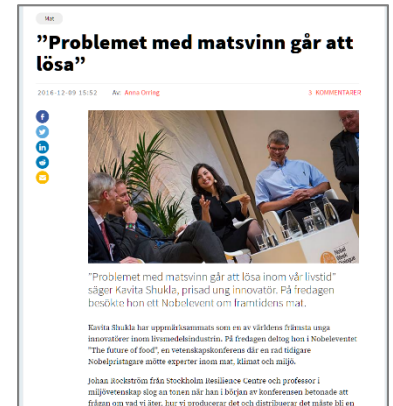 Mat
”Problemet med matsvinn går att
lösa”
2016-12-09 15:52 Av: Anna Orring 3 KOMMENTARER
Nobel
Week
Dialogue
”Problemet med matsvinn går att lösa inom vår livstid”
säger Kavita Shukla, prisad ung innovatör. På fredagen
besökte hon ett Nobelevent om framtidens mat.
Kavita Shukla har uppmärksammats som en av världens främsta unga
innovatörer inom livsmedelsindustrin. På fredagen deltog hon i Nobeleventet
”The future of food”, en vetenskapskonferens där en rad tidigare
Nobelpristagare mötte experter inom mat, klimat och miljö.
Johan Rockström från Stockholm Resilience Centre och professor i
miljövetenskap slog an tonen när han i början av konferensen betonade att
frågan om vad vi äter, hur vi producerar det och distribuerar det måste bli en